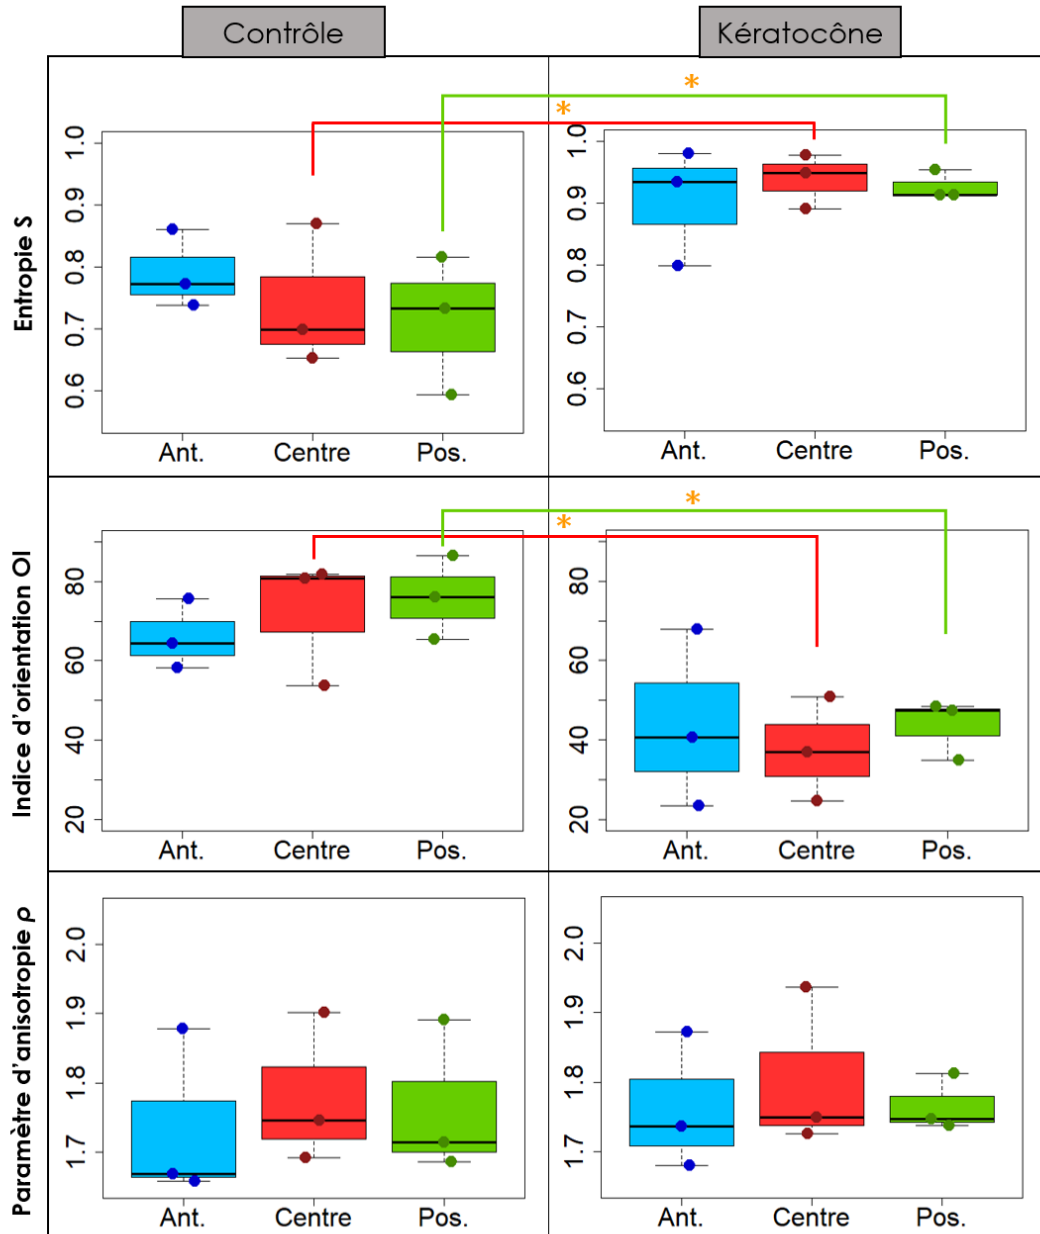 Contrôle
Kératocône
*
*
Entropie S
1.0
0.9
0.8
0.7
0.6
Ant.
Centre
Pos.
1.0
0.9
0.8
0.7
0.6
Ant.
Centre
Pos.
*
*
Indice d'orientation OI
80
60
40
20
Ant.
Centre
Pos.
80
60
40
20
Ant.
Centre
Pos.
Paramètre d'anisotropie ρ
2.0
1.9
1.8
1.7
Ant.
Centre
Pos.
2.0
1.9
1.8
1.7
Ant.
Centre
Pos.